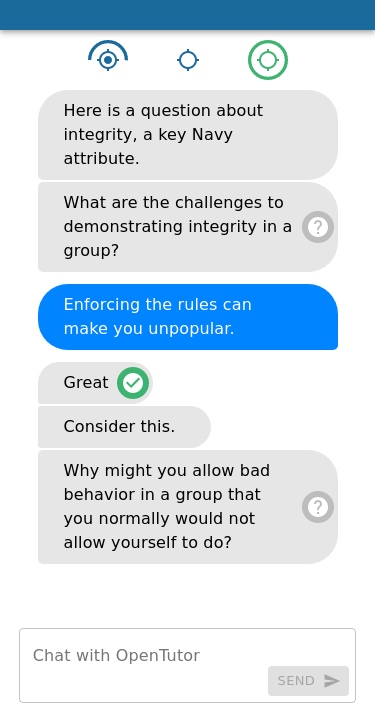 Here is a question about
integrity, a key Navy
attribute.
What are the challenges to
demonstrating integrity in a
group?
Enforcing the rules can
make you unpopular.
Great
Consider this.
Why might you allow bad
behavior in a group that
you normally would not
allow yourself to do?
Chat with OpenTutor
SEND